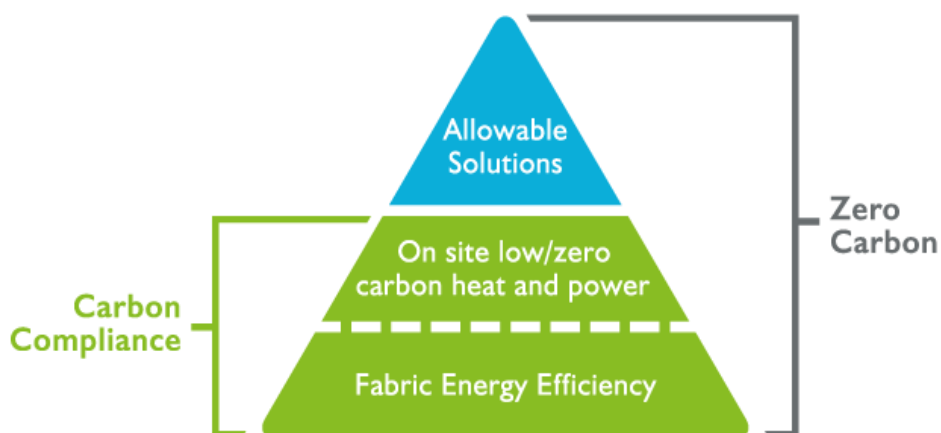 Allowable
Solutions
On site low/zero
carbon heat and power
Fabric Energy Efficiency
Carbon
Compliance
Zero
Carbon